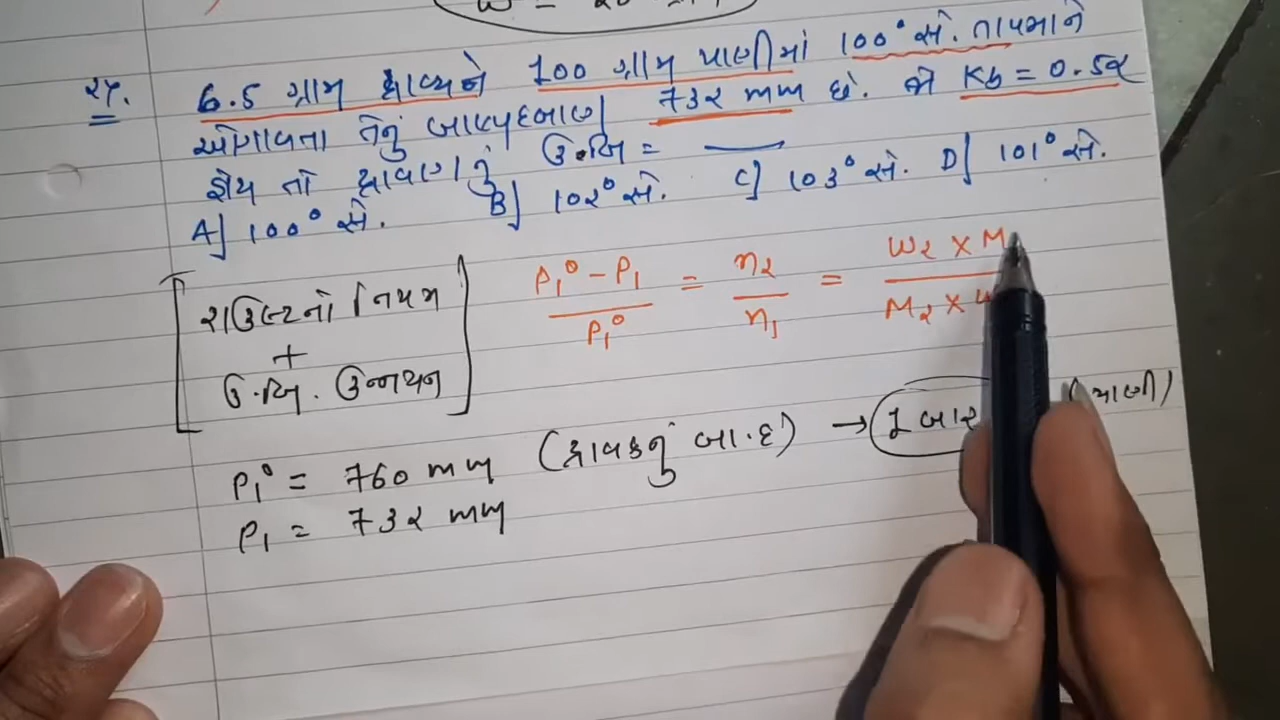 ૨૫. 6.5 ગ્રામ દ્રાવ્યને 100 ગ્રામ પાણીમાં 100° સે. તાપમાને
ઓગાળતા તેનું બાષ્પદબાણ 732 mm છે. જો Kb = 0.52
હોય તો દ્રાવણનું ઉ.બિં =
A] 100° સે. B] 102° સે. C] 103° સે. D] 101° સે.
[રાઉલ્ટનો નિયમ + ઉ.બિં. ઉન્નયન]
P₁° - P₁ / P₁° = n₂ / n₁ = W₂ × M / M₂ ×
P₁° = 760 mm (દ્રાવકનું બા.દ) → 1 બાર (પાણી)
P₁ = 732 mm